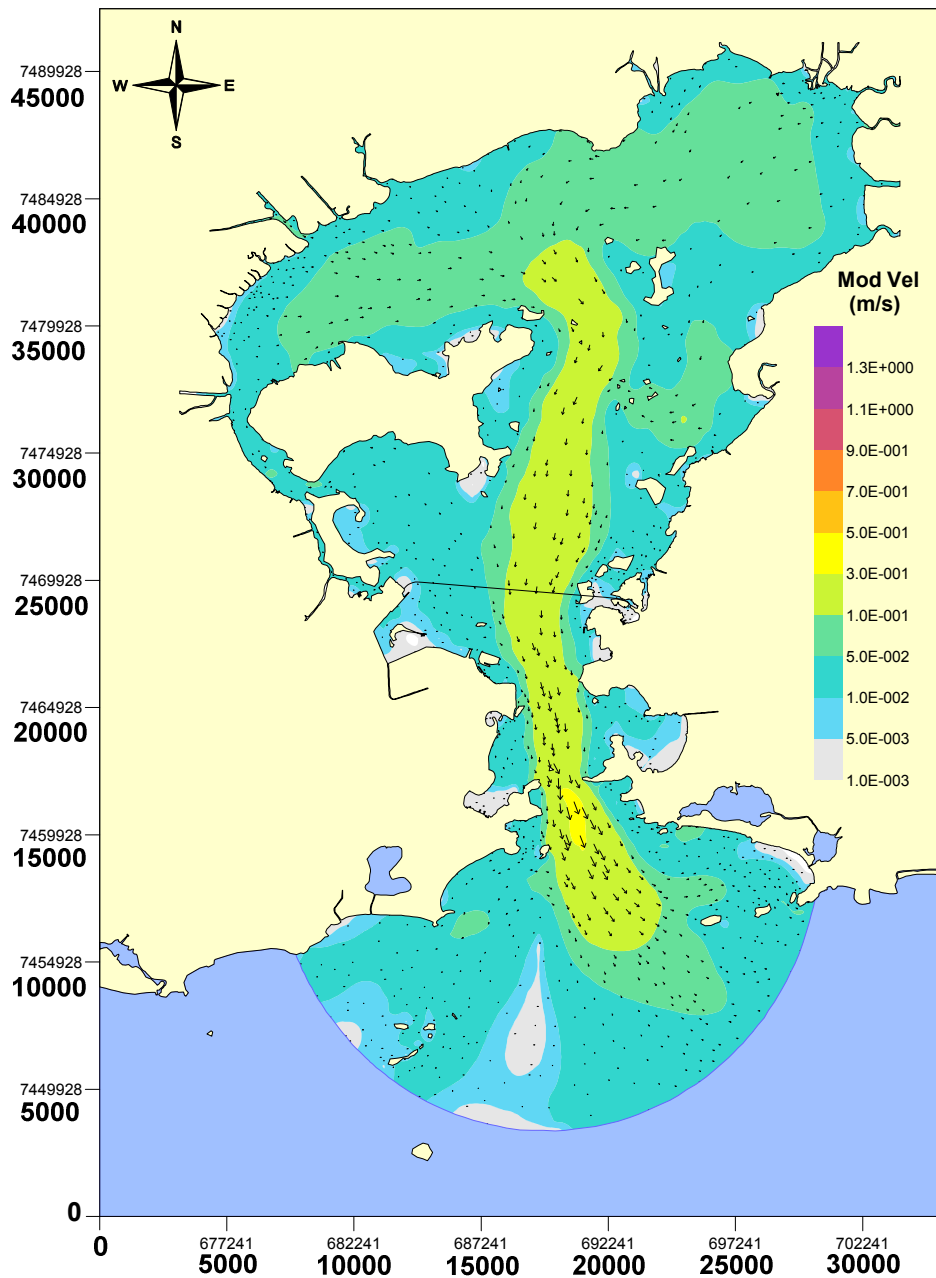 N
W E
S
7489928
45000
7484928
40000
7479928
35000
7474928
30000
7469928
25000
7464928
20000
7459928
15000
7454928
10000
7449928
5000
0
Mod Vel
(m/s)
1.3E+000
1.1E+000
9.0E-001
7.0E-001
5.0E-001
3.0E-001
1.0E-001
5.0E-002
1.0E-002
5.0E-003
1.0E-003
677241 682241 687241 692241 697241 702241
0 5000 10000 15000 20000 25000 30000